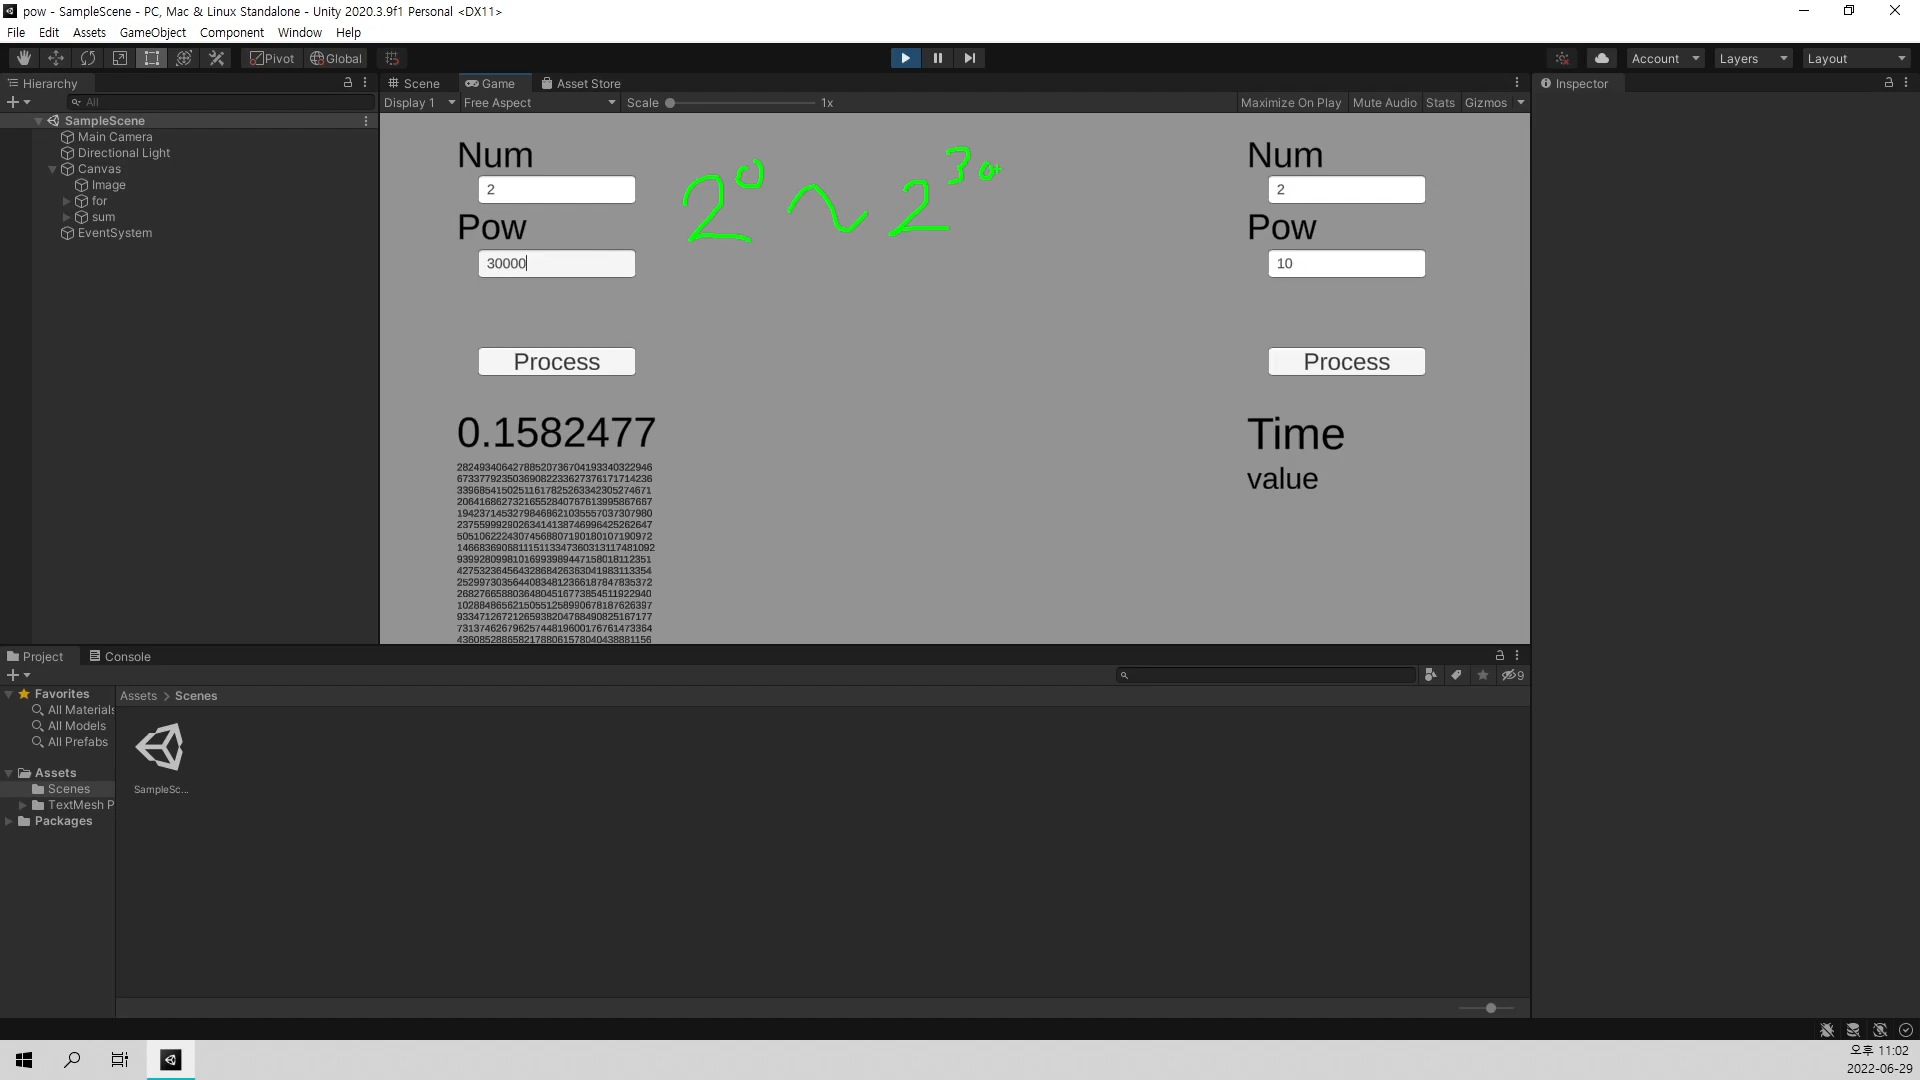 pow - SampleScene - PC, Mac & Linux Standalone - Unity 2020.3.9f1 Personal <DX11>
File Edit Assets GameObject Component Window Help
Pivot Global
Account Layers Layout
Hierarchy
Scene Game Asset Store
Inspector
All
Display 1 Free Aspect Scale 1x Maximize On Play Mute Audio Stats Gizmos
SampleScene
Main Camera
Directional Light
Canvas
Image
for
sum
EventSystem
Num
2
Pow
30000
Process
0.1582477
2⁰ ~ 2³⁰
Num
2
Pow
10
Process
Time
value
Project Console
9
Favorites
All Materials
All Models
All Prefabs
Assets
Scenes
TextMesh P
Packages
Assets > Scenes
SampleSc...
오후 11:02
2022-06-29